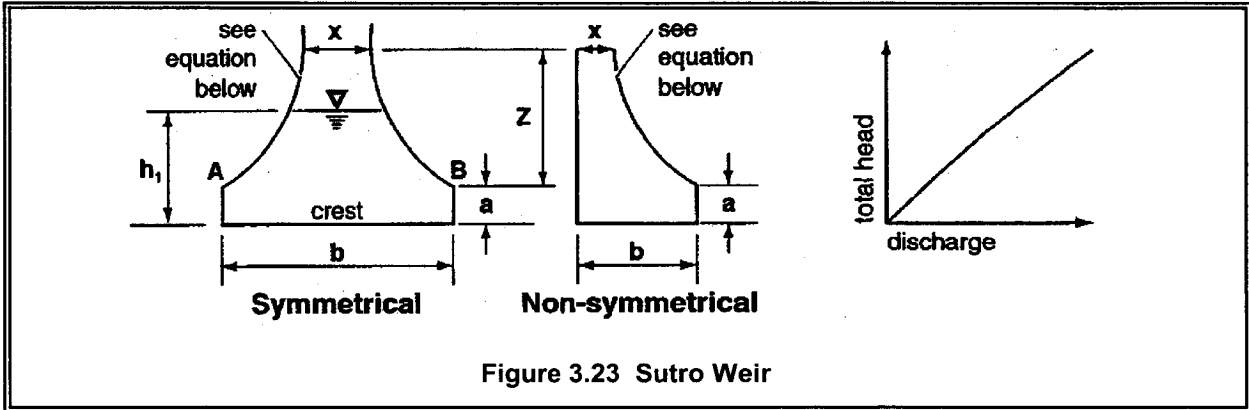 see
equation
below
x
h₁
A
B
Z
a
crest
b
Symmetrical
x
see
equation
below
a
b
Non-symmetrical
total head
discharge
Figure 3.23 Sutro Weir